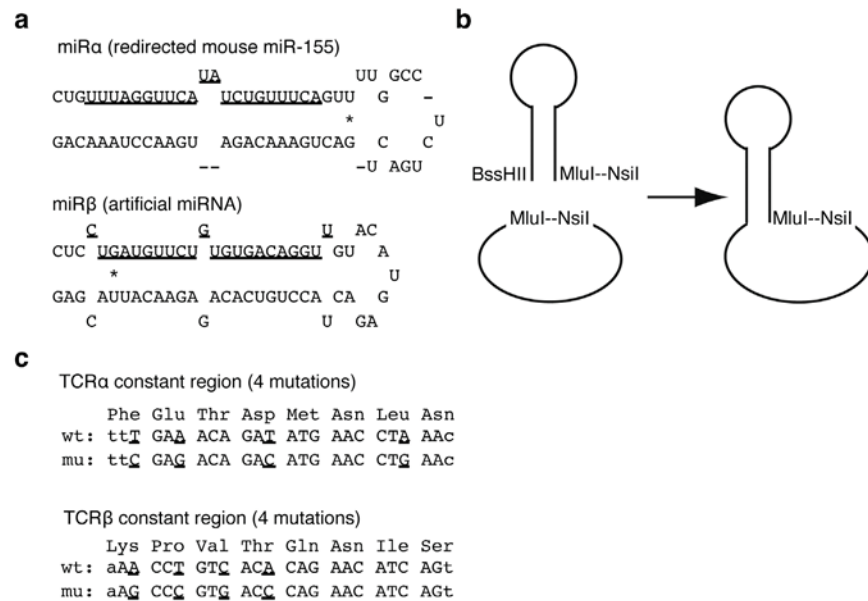 a
miRα (redirected mouse miR-155)
UA UU GCC
CUGUUUAGGUUCA UCUGUUUCAGUU G -
* U
GACAAAUCCAAGU AGACAAAGUCAG C C
-- -U AGU
miRβ (artificial miRNA)
C G U AC
CUC UGAUGUUCU UGUGACAGGU GU A
* U
GAG AUUACAAGA ACACUGUCCA CA G
C G U GA
b
BssHII MluI--NsiI
MluI--NsiI
MluI--NsiI
c
TCRα constant region (4 mutations)
Phe Glu Thr Asp Met Asn Leu Asn
wt: ttT GAA ACA GAT ATG AAC CTA AAc
mu: ttC GAG ACA GAC ATG AAC CTG AAc
TCRβ constant region (4 mutations)
Lys Pro Val Thr Gln Asn Ile Ser
wt: aAA CCT GTC ACA CAG AAC ATC AGt
mu: aAG CCC GTG ACC CAG AAC ATC AGt